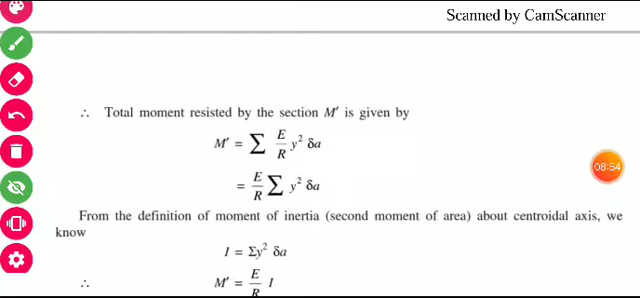 Scanned by CamScanner
∴ Total moment resisted by the section M′ is given by
M′ = ∑ E/R y² δa
= E/R ∑ y² δa
08:54
From the definition of moment of inertia (second moment of area) about centroidal axis, we
know
I = Σy² δa
∴ M′ = E/R I